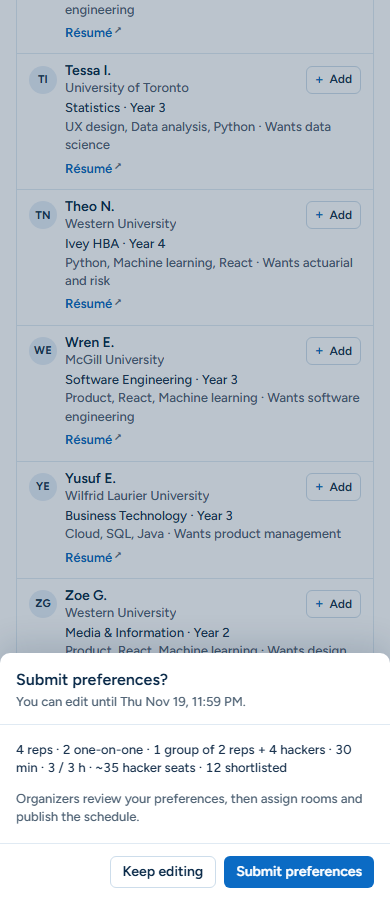 engineering
Résumé ↗
TI
Tessa I.
+ Add
University of Toronto
Statistics · Year 3
UX design, Data analysis, Python · Wants data
science
Résumé ↗
TN
Theo N.
+ Add
Western University
Ivey HBA · Year 4
Python, Machine learning, React · Wants actuarial
and risk
Résumé ↗
WE
Wren E.
+ Add
McGill University
Software Engineering · Year 3
Product, React, Machine learning · Wants software
engineering
Résumé ↗
YE
Yusuf E.
+ Add
Wilfrid Laurier University
Business Technology · Year 3
Cloud, SQL, Java · Wants product management
Résumé ↗
ZG
Zoe G.
+ Add
Western University
Media & Information · Year 2
Product, React, Machine learning · Wants design
Submit preferences?
You can edit until Thu Nov 19, 11:59 PM.
4 reps · 2 one-on-one · 1 group of 2 reps + 4 hackers · 30
min · 3 / 3 h · ~35 hacker seats · 12 shortlisted
Organizers review your preferences, then assign rooms and
publish the schedule.
Keep editing
Submit preferences